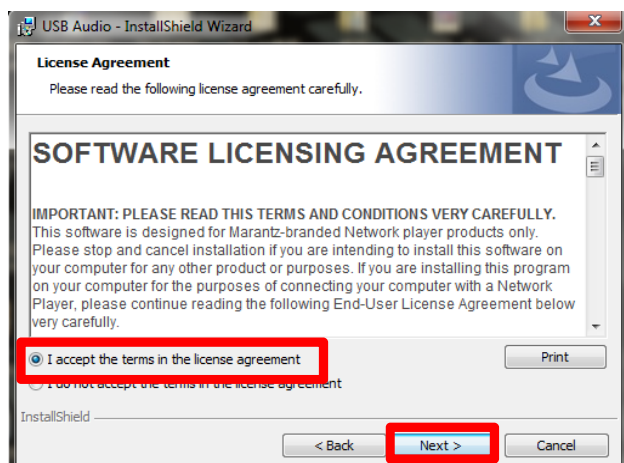 USB Audio - InstallShield Wizard
x
License Agreement
Please read the following license agreement carefully.
SOFTWARE LICENSING AGREEMENT
IMPORTANT: PLEASE READ THIS TERMS AND CONDITIONS VERY CAREFULLY.
This software is designed for Marantz-branded Network player products only.
Please stop and cancel installation if you are intending to install this software on
your computer for any other product or purposes. If you are installing this program
on your computer for the purposes of connecting your computer with a Network
Player, please continue reading the following End-User License Agreement below
very carefully.
I accept the terms in the license agreement
Print
I do not accept the terms in the license agreement
InstallShield
< Back Next > Cancel